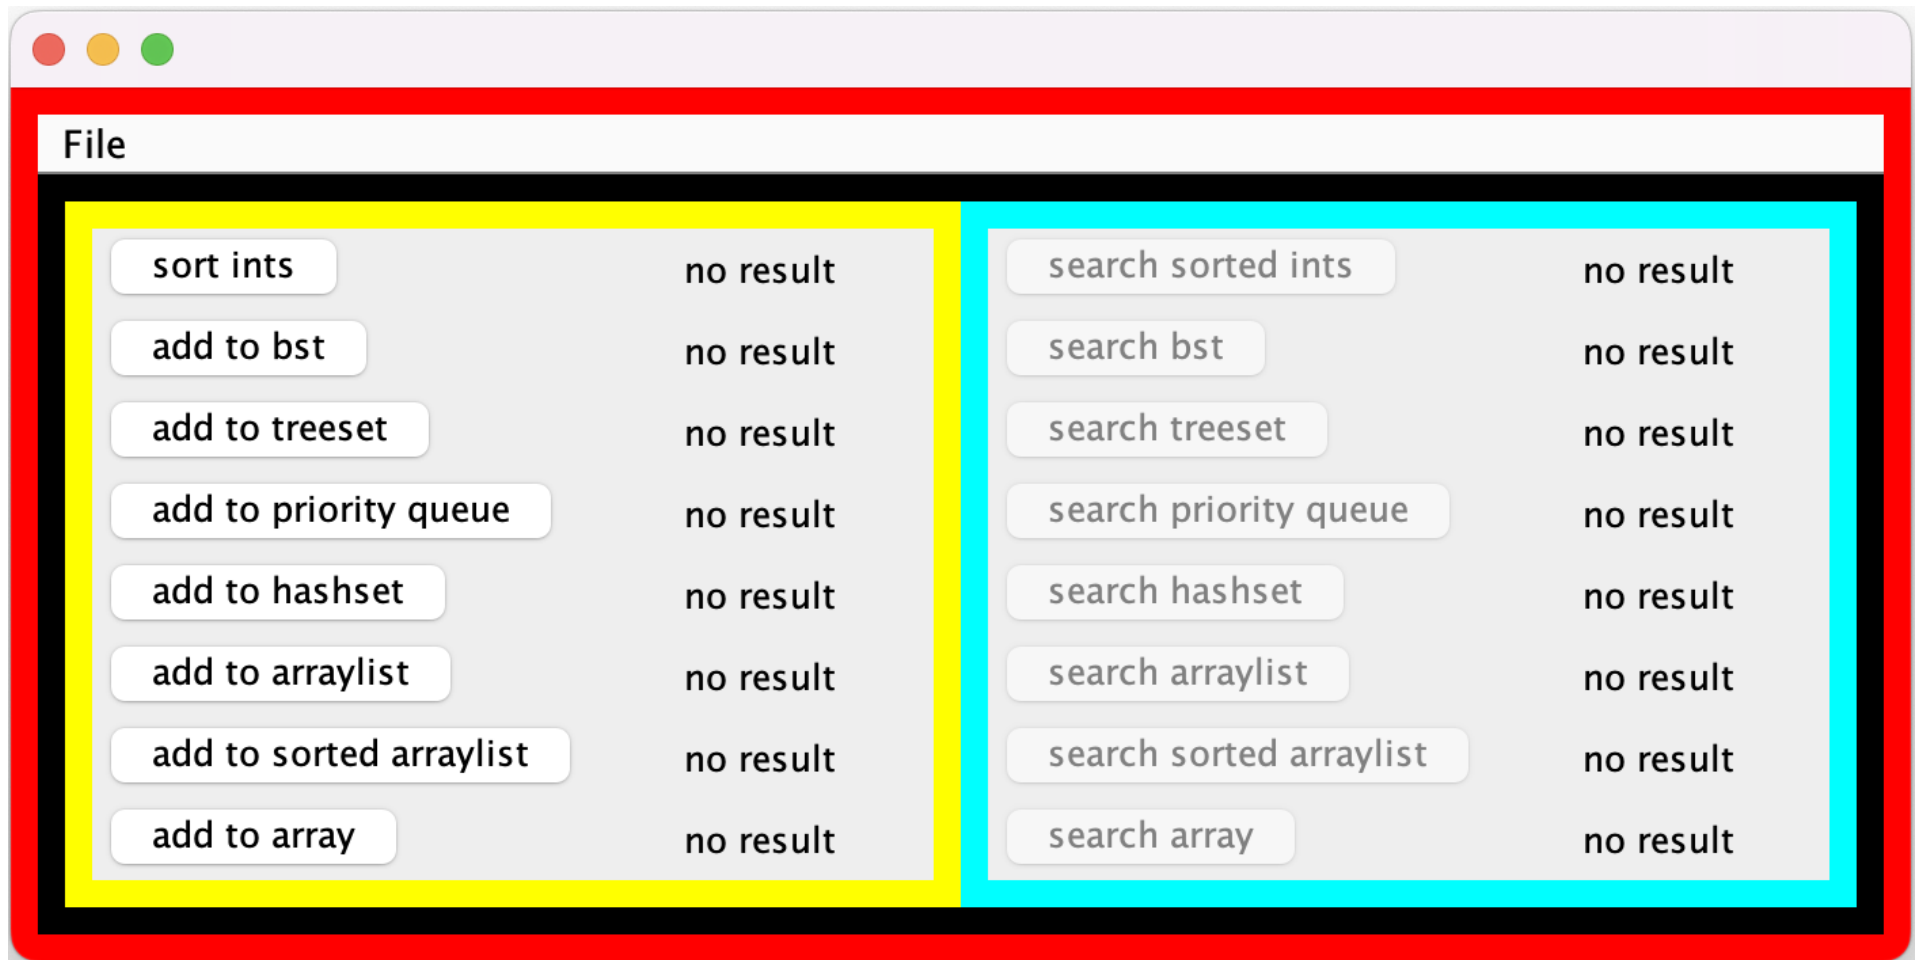 File
sort ints no result search sorted ints no result
add to bst no result search bst no result
add to treeset no result search treeset no result
add to priority queue no result search priority queue no result
add to hashset no result search hashset no result
add to arraylist no result search arraylist no result
add to sorted arraylist no result search sorted arraylist no result
add to array no result search array no result